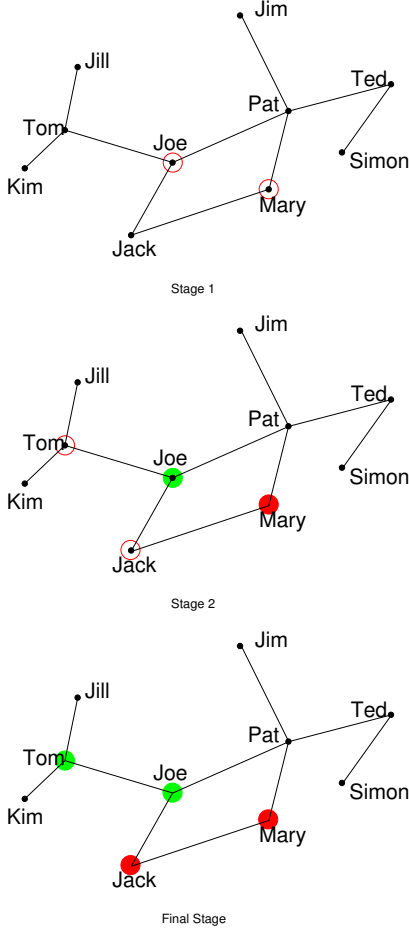 Jim
Jill
Ted
Pat
Tom
Joe
Simon
Kim
Mary
Jack
Stage 1
Jim
Jill
Ted
Pat
Tom
Joe
Simon
Kim
Mary
Jack
Stage 2
Jim
Jill
Ted
Pat
Tom
Joe
Simon
Kim
Mary
Jack
Final Stage